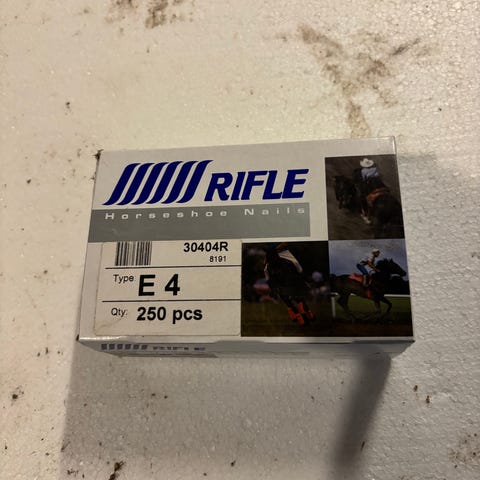 RIFLE
Horseshoe Nails
30404R
8191
Type: E 4
Qty: 250 pcs